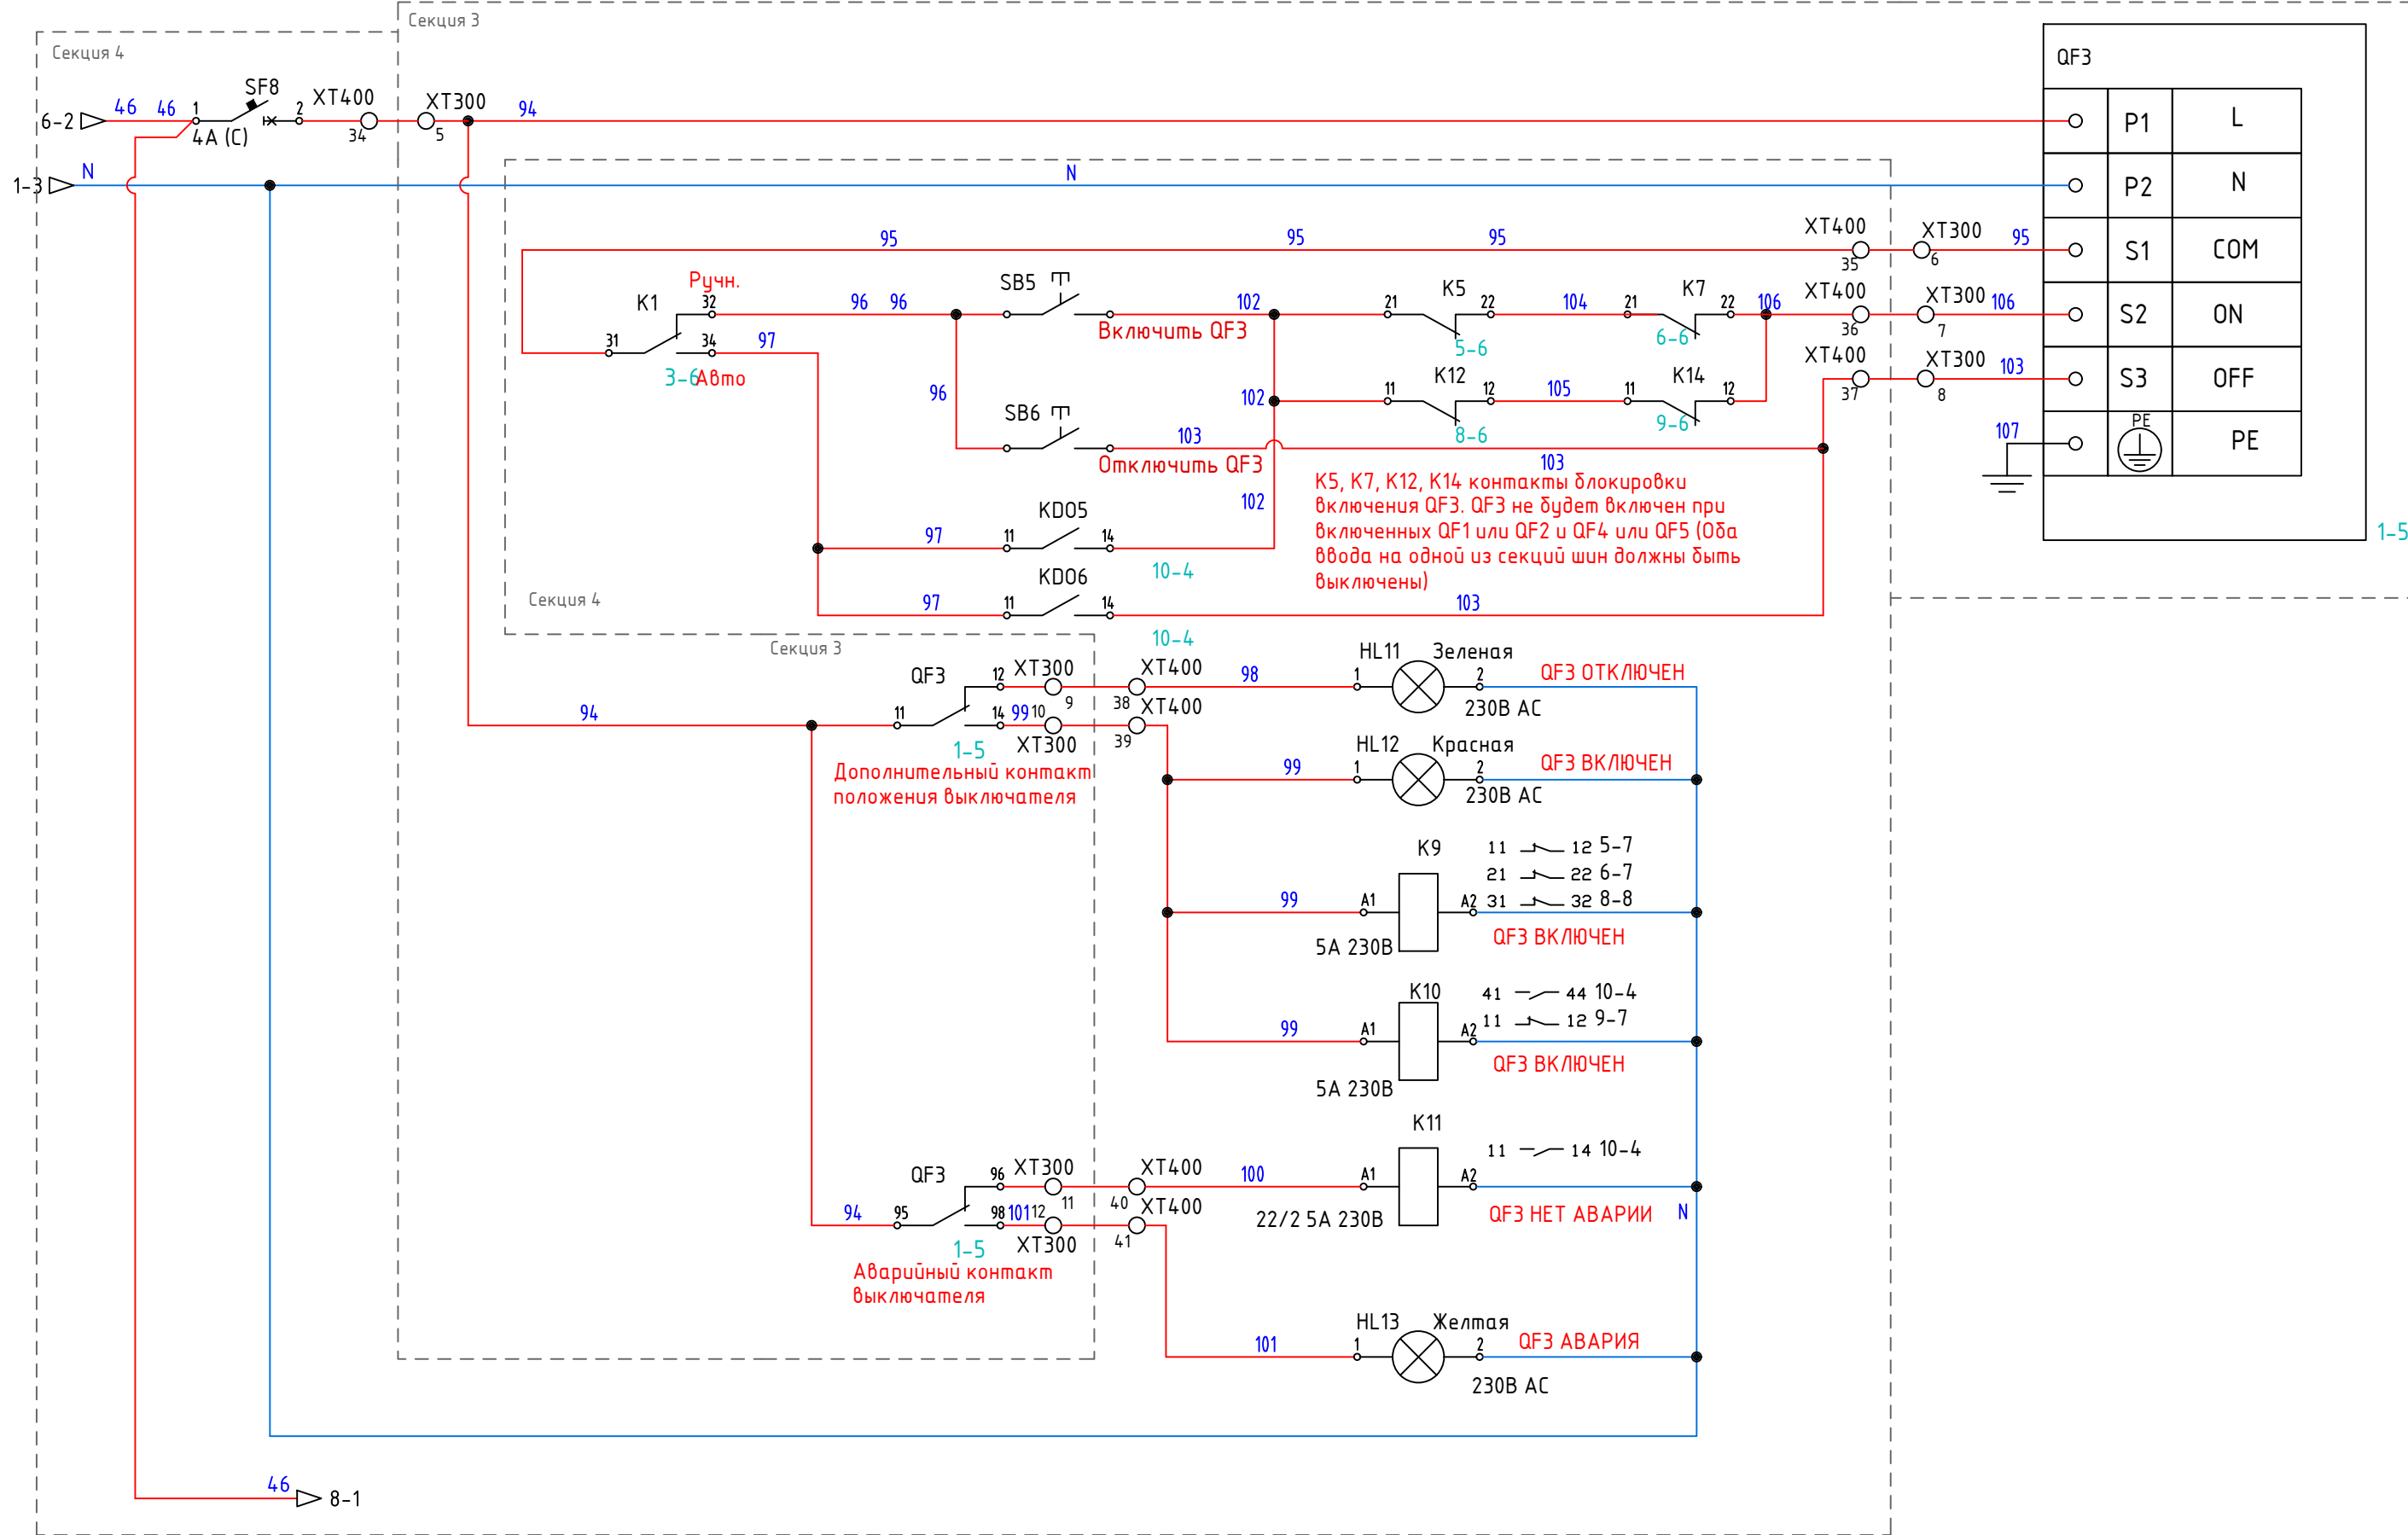 Секция 3
Секция 4
QF3
SF8
XT400
XT300
6-2
46
46
1
2
4А (С)
34
5
94
P1
L
1-3
N
N
P2
N
95
95
95
XT400
35
XT300
6
95
S1
COM
K1
Ручн.
32
31
34
3-6
Авто
96
96
97
SB5
Включить QF3
102
21
K5
22
5-6
104
21
K7
22
6-6
106
XT400
36
XT300
7
106
S2
ON
96
SB6
Отключить QF3
103
102
11
K12
12
8-6
105
11
K14
12
9-6
XT400
37
XT300
8
103
S3
OFF
107
PE
PE
103
102
K5, K7, K12, K14 контакты блокировки
включения QF3. QF3 не будет включен при
включенных QF1 или QF2 и QF4 или QF5 (Оба
ввода на одной из секций шин должны быть
выключены)
1-5
97
KDO5
11
14
10-4
97
KDO6
11
14
10-4
103
Секция 4
Секция 3
94
QF3
11
12
14
1-5
Дополнительный контакт
положения выключателя
XT300
9
99
10
XT300
XT400
38
XT400
39
98
HL11
Зеленая
1
2
230В АС
QF3 ОТКЛЮЧЕН
99
HL12
Красная
1
2
230В АС
QF3 ВКЛЮЧЕН
K9
99
A1
A2
5А 230В
11
12 5-7
21
22 6-7
31
32 8-8
QF3 ВКЛЮЧЕН
K10
99
A1
A2
5А 230В
41
44 10-4
11
12 9-7
QF3 ВКЛЮЧЕН
K11
94
QF3
95
96
98
1-5
Аварийный контакт
выключателя
XT300
11
101
12
XT300
XT400
40
XT400
41
100
A1
A2
22/2 5А 230В
11
14 10-4
QF3 НЕТ АВАРИИ
N
101
HL13
Желтая
1
2
230В АС
QF3 АВАРИЯ
46
8-1